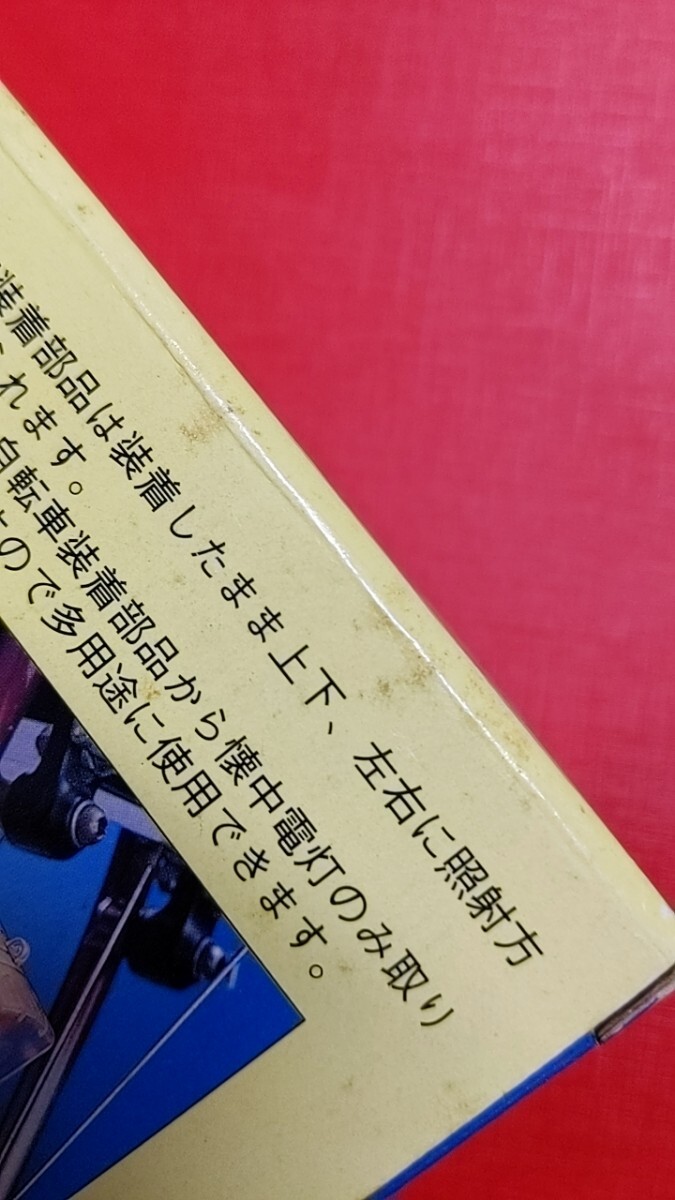 装着部品は装着したまま上下、左右に照射方
れます。
自転車装着部品から懐中電灯のみ取り
ので多用途に使用できます。